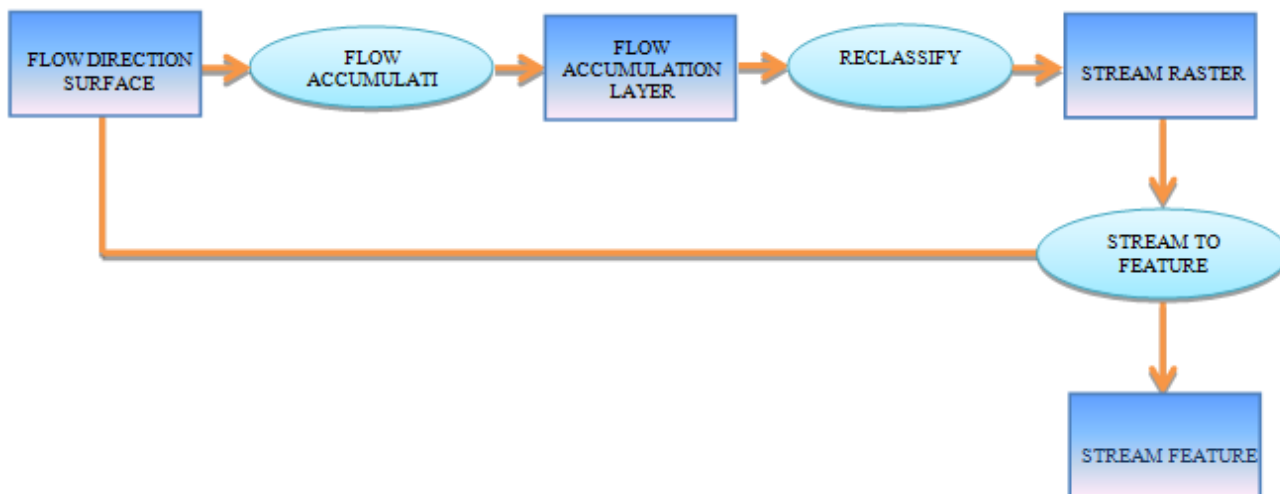 FLOW DIRECTION
SURFACE
FLOW
ACCUMULATI
FLOW
ACCUMULATION
LAYER
RECLASSIFY
STREAM RASTER
STREAM TO
FEATURE
STREAM FEATURE